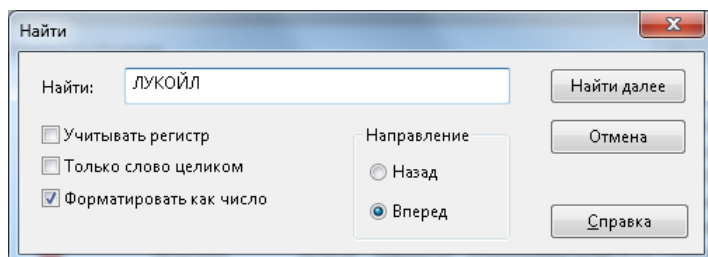 Найти
Найти: ЛУКОЙЛ Найти далее
Учитывать регистр Направление Отмена
Только слово целиком Назад
Форматировать как число Вперед Справка